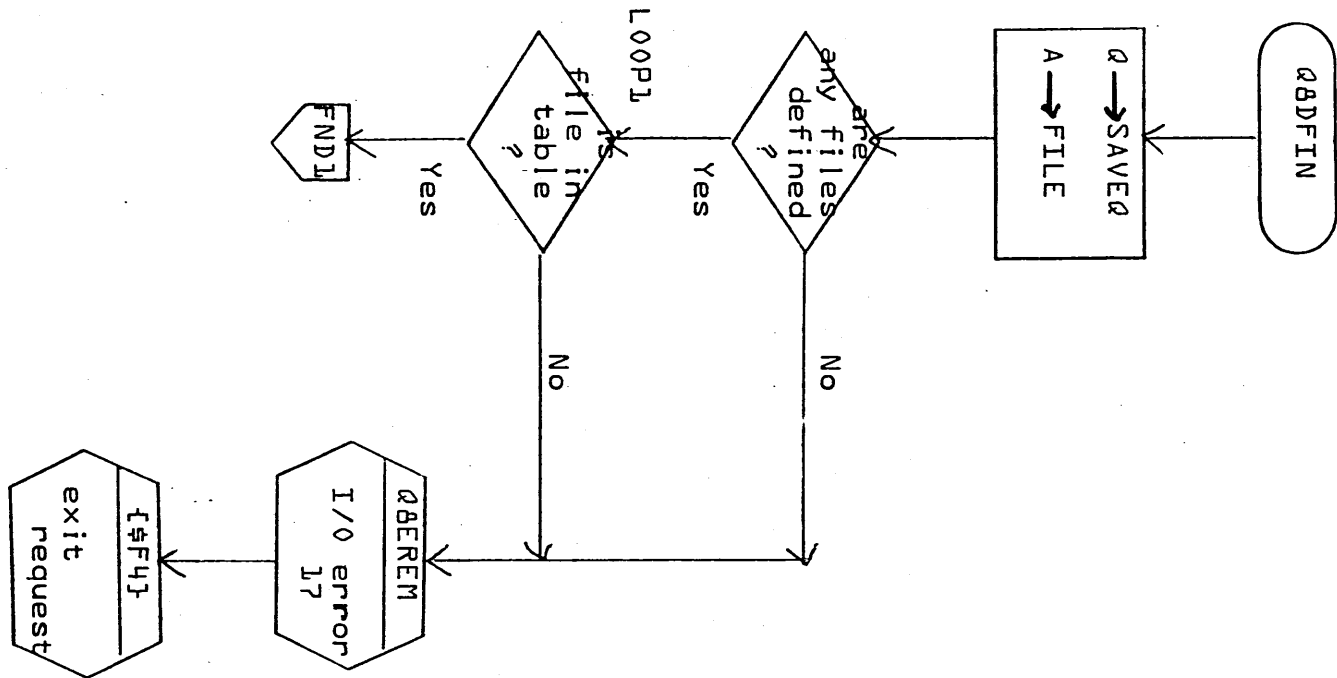 Q8DFIN
Q → SAVEQ
A → FILE
are
any files
defined
?
No
Yes
LOOP1
is
file in
table
?
No
Yes
FND1
Q8EREM
I/O error
17
{$F4}
exit
request